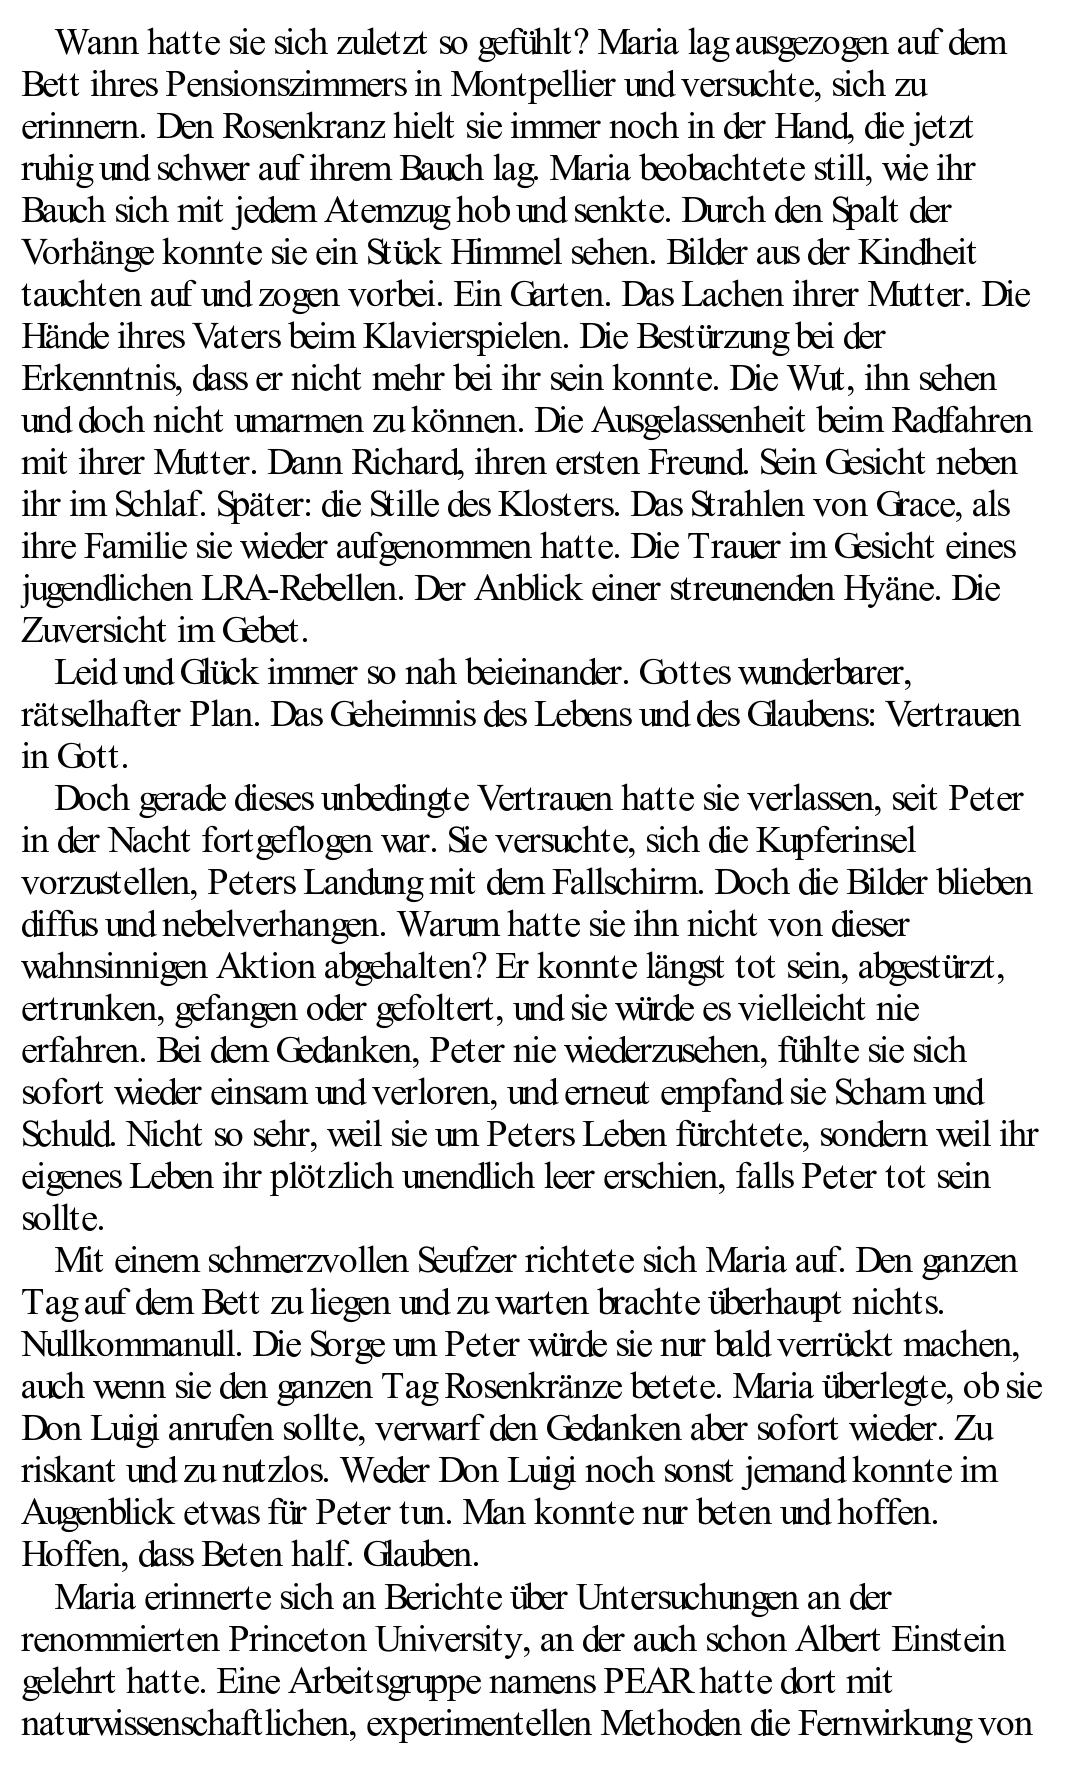 Wann hatte sie sich zuletzt so gefühlt? Maria lag ausgezogen auf dem
Bett ihres Pensionszimmers in Montpellier und versuchte, sich zu
erinnern. Den Rosenkranz hielt sie immer noch in der Hand, die jetzt
ruhig und schwer auf ihrem Bauch lag. Maria beobachtete still, wie ihr
Bauch sich mit jedem Atemzug hob und senkte. Durch den Spalt der
Vorhänge konnte sie ein Stück Himmel sehen. Bilder aus der Kindheit
tauchten auf und zogen vorbei. Ein Garten. Das Lachen ihrer Mutter. Die
Hände ihres Vaters beim Klavierspielen. Die Bestürzung bei der
Erkenntnis, dass er nicht mehr bei ihr sein konnte. Die Wut, ihn sehen
und doch nicht umarmen zu können. Die Ausgelassenheit beim Radfahren
mit ihrer Mutter. Dann Richard, ihren ersten Freund. Sein Gesicht neben
ihr im Schlaf. Später: die Stille des Klosters. Das Strahlen von Grace, als
ihre Familie sie wieder aufgenommen hatte. Die Trauer im Gesicht eines
jugendlichen LRA-Rebellen. Der Anblick einer streunenden Hyäne. Die
Zuversicht im Gebet.
Leid und Glück immer so nah beieinander. Gottes wunderbarer,
rätselhafter Plan. Das Geheimnis des Lebens und des Glaubens: Vertrauen
in Gott.
Doch gerade dieses unbedingte Vertrauen hatte sie verlassen, seit Peter
in der Nacht fortgeflogen war. Sie versuchte, sich die Kupferinsel
vorzustellen, Peters Landung mit dem Fallschirm. Doch die Bilder blieben
diffus und nebelverhangen. Warum hatte sie ihn nicht von dieser
wahnsinnigen Aktion abgehalten? Er konnte längst tot sein, abgestürzt,
ertrunken, gefangen oder gefoltert, und sie würde es vielleicht nie
erfahren. Bei dem Gedanken, Peter nie wiederzusehen, fühlte sie sich
sofort wieder einsam und verloren, und erneut empfand sie Scham und
Schuld. Nicht so sehr, weil sie um Peters Leben fürchtete, sondern weil ihr
eigenes Leben ihr plötzlich unendlich leer erschien, falls Peter tot sein
sollte.
Mit einem schmerzvollen Seufzer richtete sich Maria auf. Den ganzen
Tag auf dem Bett zu liegen und zu warten brachte überhaupt nichts.
Nullkommanull. Die Sorge um Peter würde sie nur bald verrückt machen,
auch wenn sie den ganzen Tag Rosenkränze betete. Maria überlegte, ob sie
Don Luigi anrufen sollte, verwarf den Gedanken aber sofort wieder. Zu
riskant und zu nutzlos. Weder Don Luigi noch sonst jemand konnte im
Augenblick etwas für Peter tun. Man konnte nur beten und hoffen.
Hoffen, dass Beten half. Glauben.
Maria erinnerte sich an Berichte über Untersuchungen an der
renommierten Princeton University, an der auch schon Albert Einstein
gelehrt hatte. Eine Arbeitsgruppe namens PEAR hatte dort mit
naturwissenschaftlichen, experimentellen Methoden die Fernwirkung von